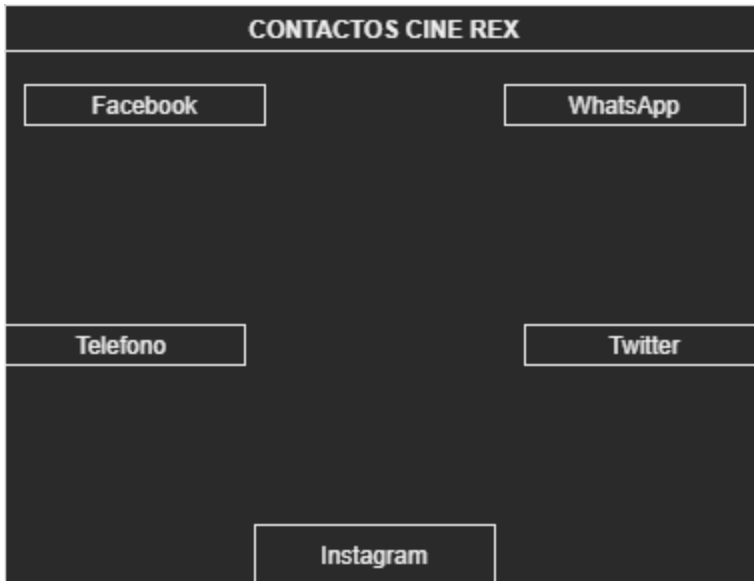 CONTACTOS CINE REX
Facebook
WhatsApp
Telefono
Twitter
Instagram